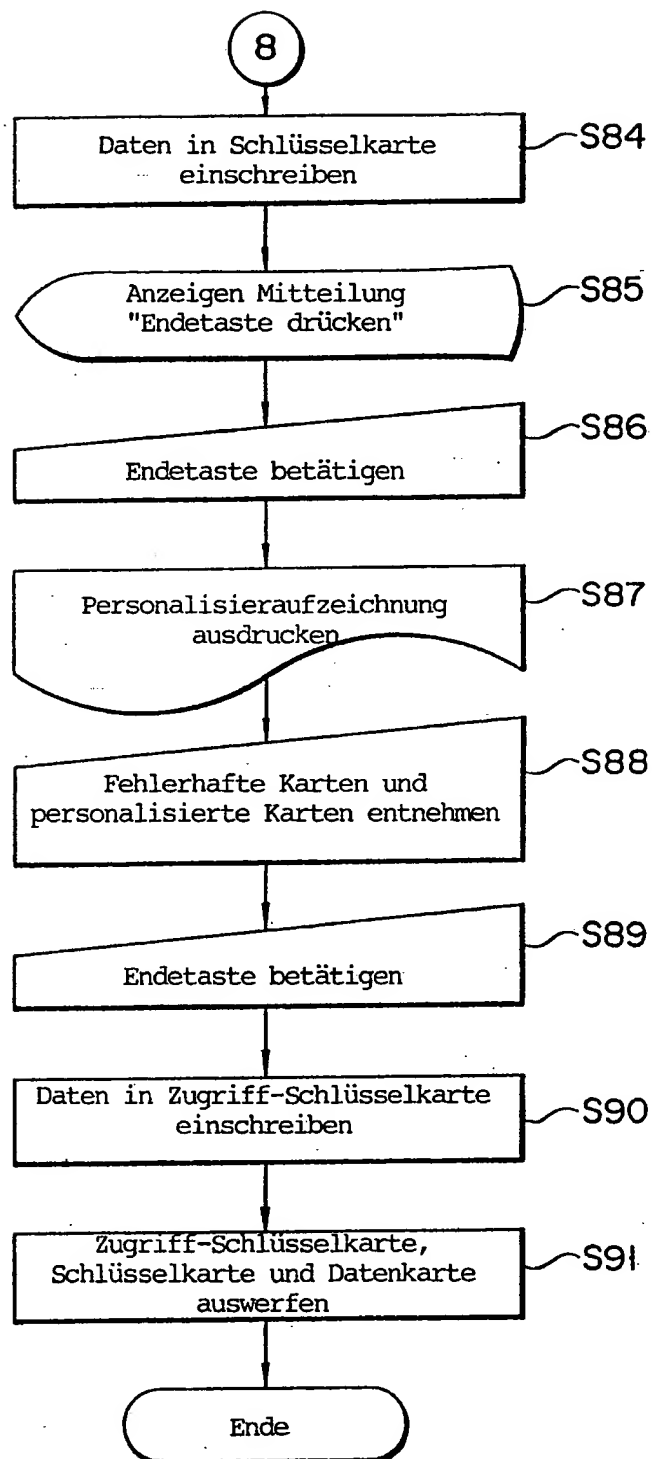 8
Daten in Schlüsselkarte
einschreiben
S84
Anzeigen Mitteilung
"Endetaste drücken"
S85
Endetaste betätigen
S86
Personalisieraufzeichnung
ausdrucken
S87
Fehlerhafte Karten und
personalisierte Karten entnehmen
S88
Endetaste betätigen
S89
Daten in Zugriff-Schlüsselkarte
einschreiben
S90
Zugriff-Schlüsselkarte,
Schlüsselkarte und Datenkarte
auswerfen
S91
Ende